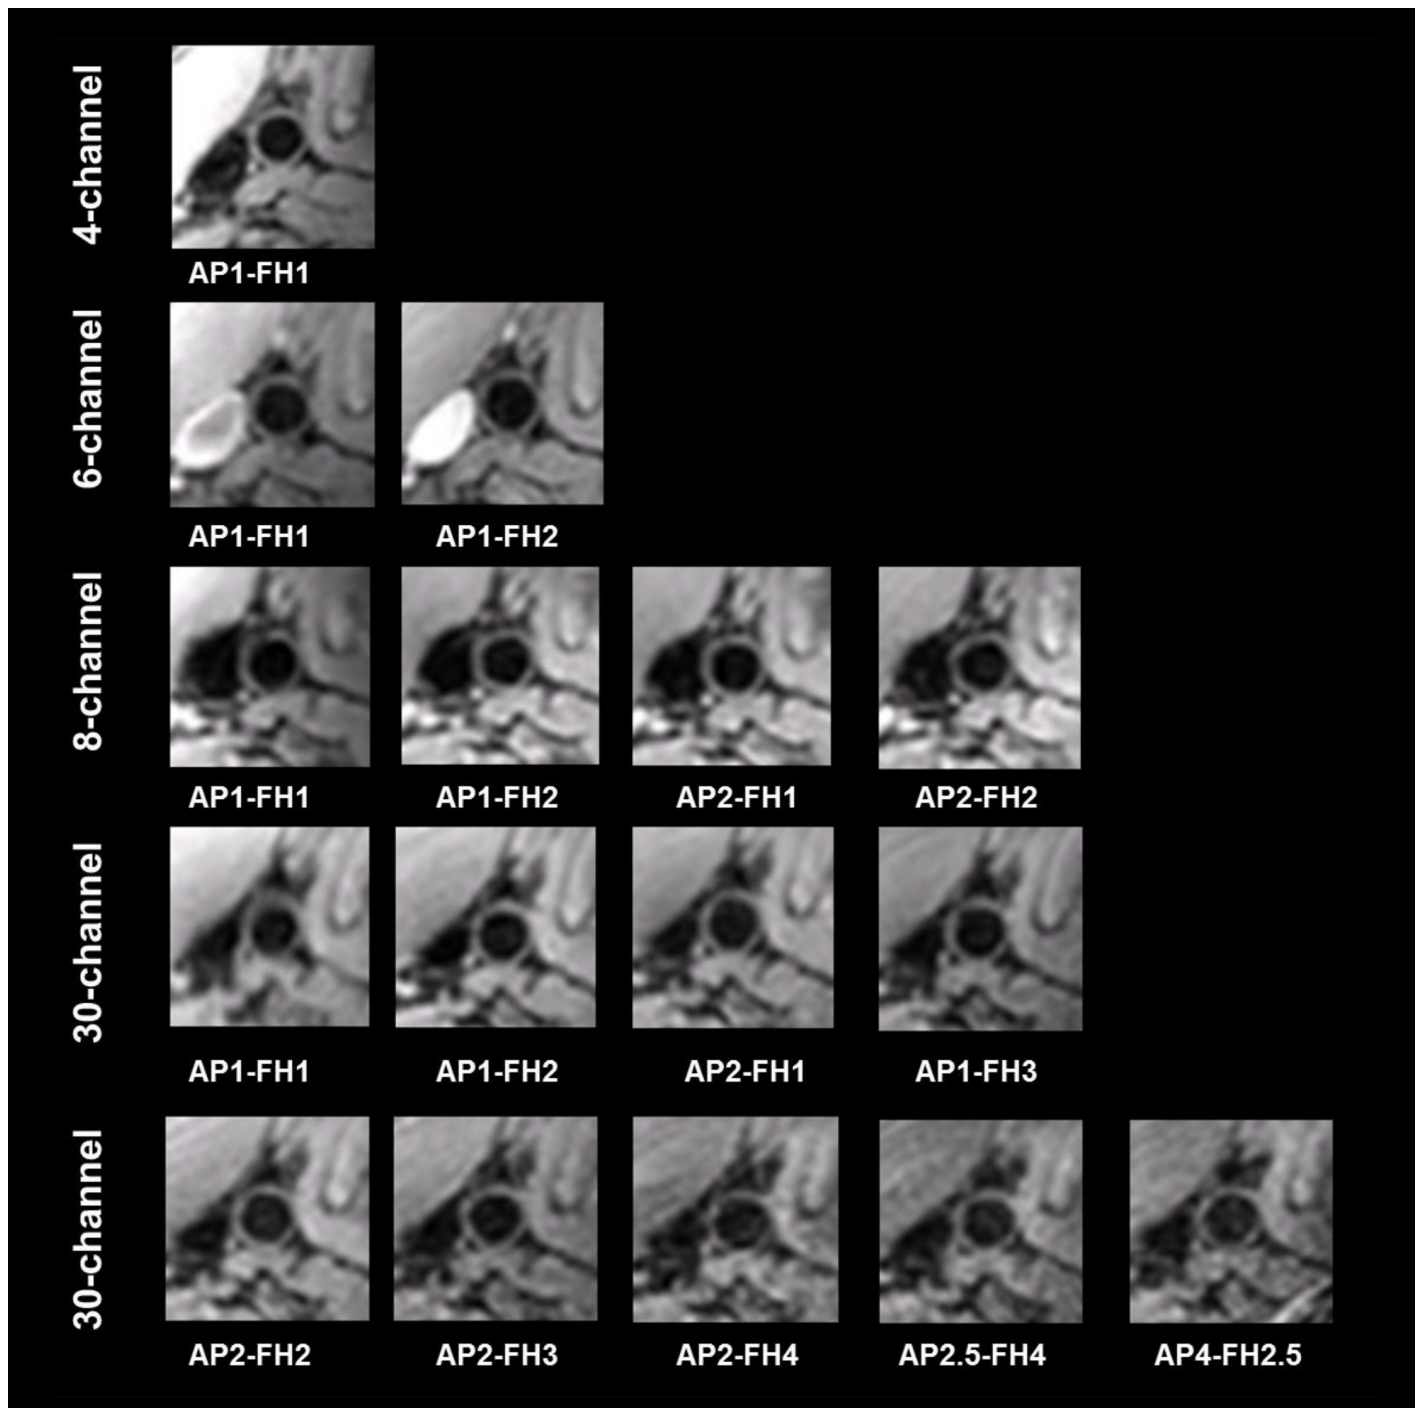 4-channel
AP1-FH1
6-channel
AP1-FH1 AP1-FH2
8-channel
AP1-FH1 AP1-FH2 AP2-FH1 AP2-FH2
30-channel
AP1-FH1 AP1-FH2 AP2-FH1 AP1-FH3
30-channel
AP2-FH2 AP2-FH3 AP2-FH4 AP2.5-FH4 AP4-FH2.5